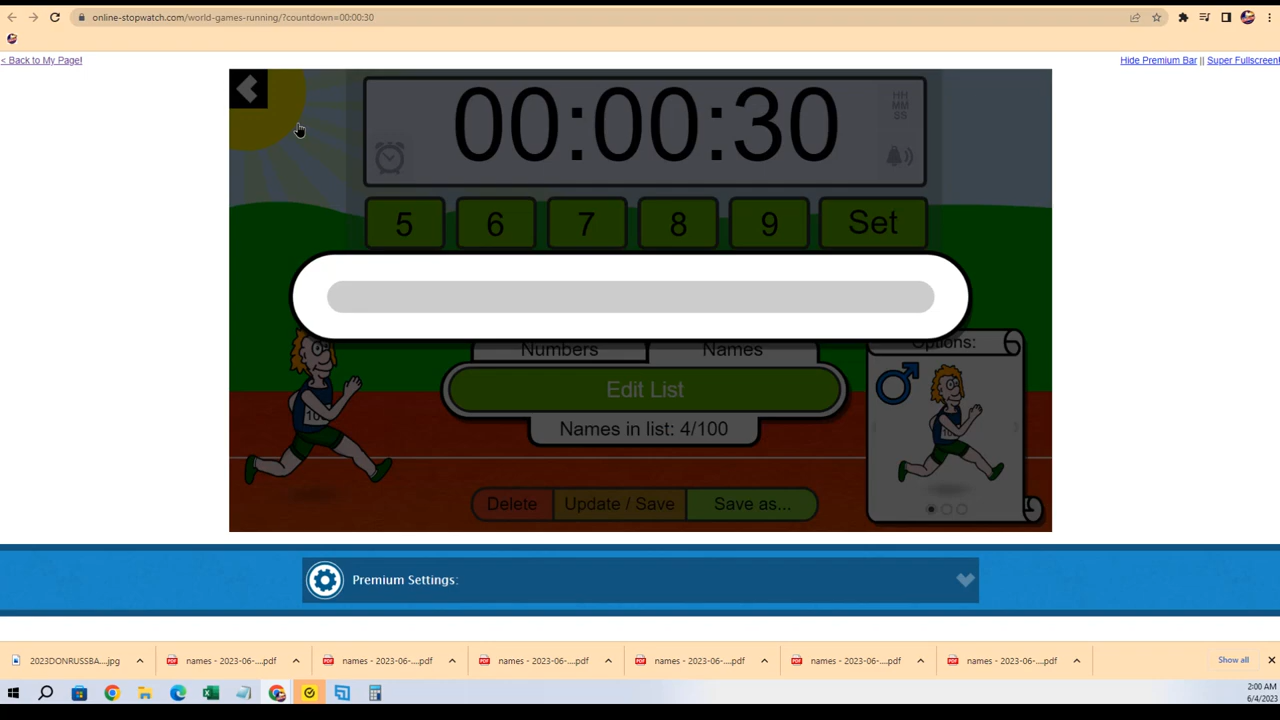 online-stopwatch.com/world-games-running/?countdown=00:00:30
< Back to My Page!
Hide Premium Bar || Super Fullscreen!
00:00:30
HH
MM
SS
5 6 7 8 9 Set
Numbers Names
Options:
Edit List
Names in list: 4/100
Delete Update / Save Save as...
Premium Settings:
2023DONRUSSBA....jpg names - 2023-06-....pdf names - 2023-06-....pdf names - 2023-06-....pdf names - 2023-06-....pdf names - 2023-06-....pdf names - 2023-06-....pdf Show all
2:00 AM
6/4/2023